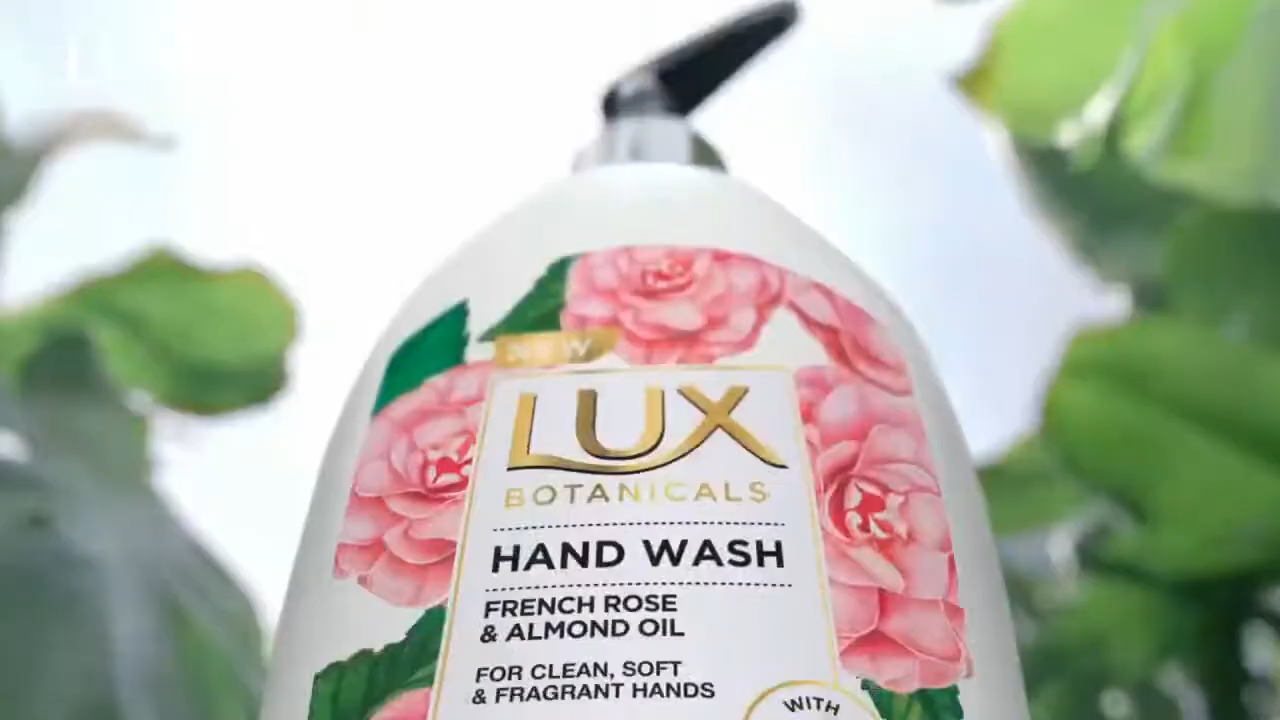 NEW
LUX
BOTANICALS
HAND WASH
FRENCH ROSE
& ALMOND OIL
FOR CLEAN, SOFT
& FRAGRANT HANDS
WITH